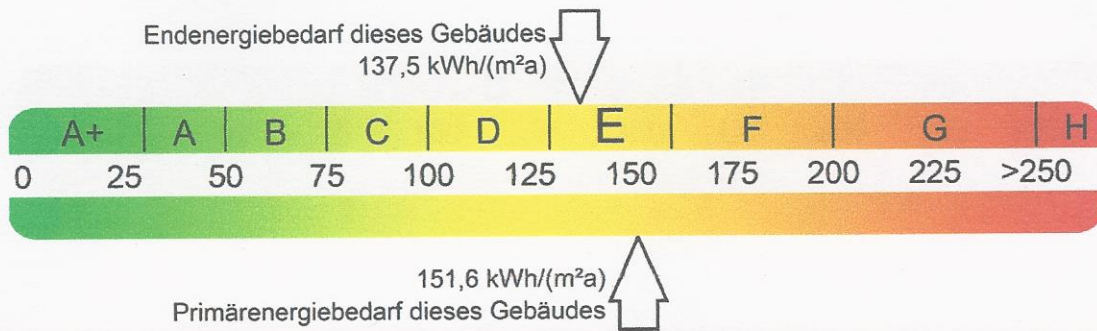 Endenergiebedarf dieses Gebäudes
137,5 kWh/(m²a)
A+ A B C D E F G H
0 25 50 75 100 125 150 175 200 225 >250
151,6 kWh/(m²a)
Primärenergiebedarf dieses Gebäudes